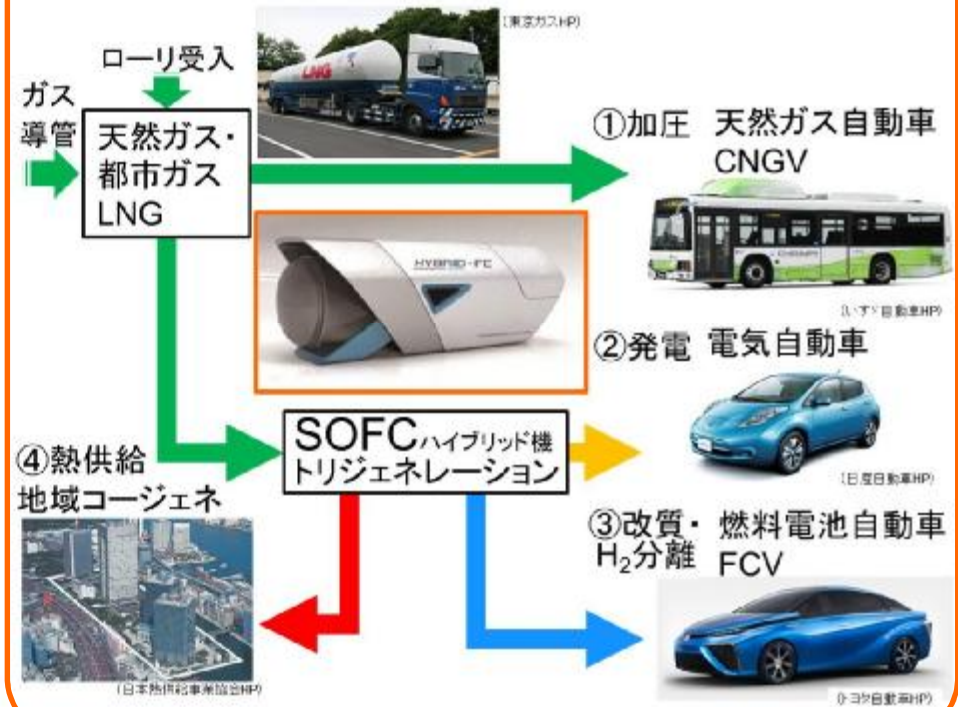 (東京ガスHP)
ローリ受入
ガス
導管
天然ガス・
都市ガス
LNG
LNG
①加圧 天然ガス自動車
CNGV
(いすゞ自動車HP)
HYBRID-FC
②発電 電気自動車
(日産自動車HP)
SOFCハイブリッド機
トリジェネレーション
④熱供給
地域コージェネ
(日本熱供給事業協会HP)
③改質・ 燃料電池自動車
H₂分離 FCV
(トヨタ自動車HP)